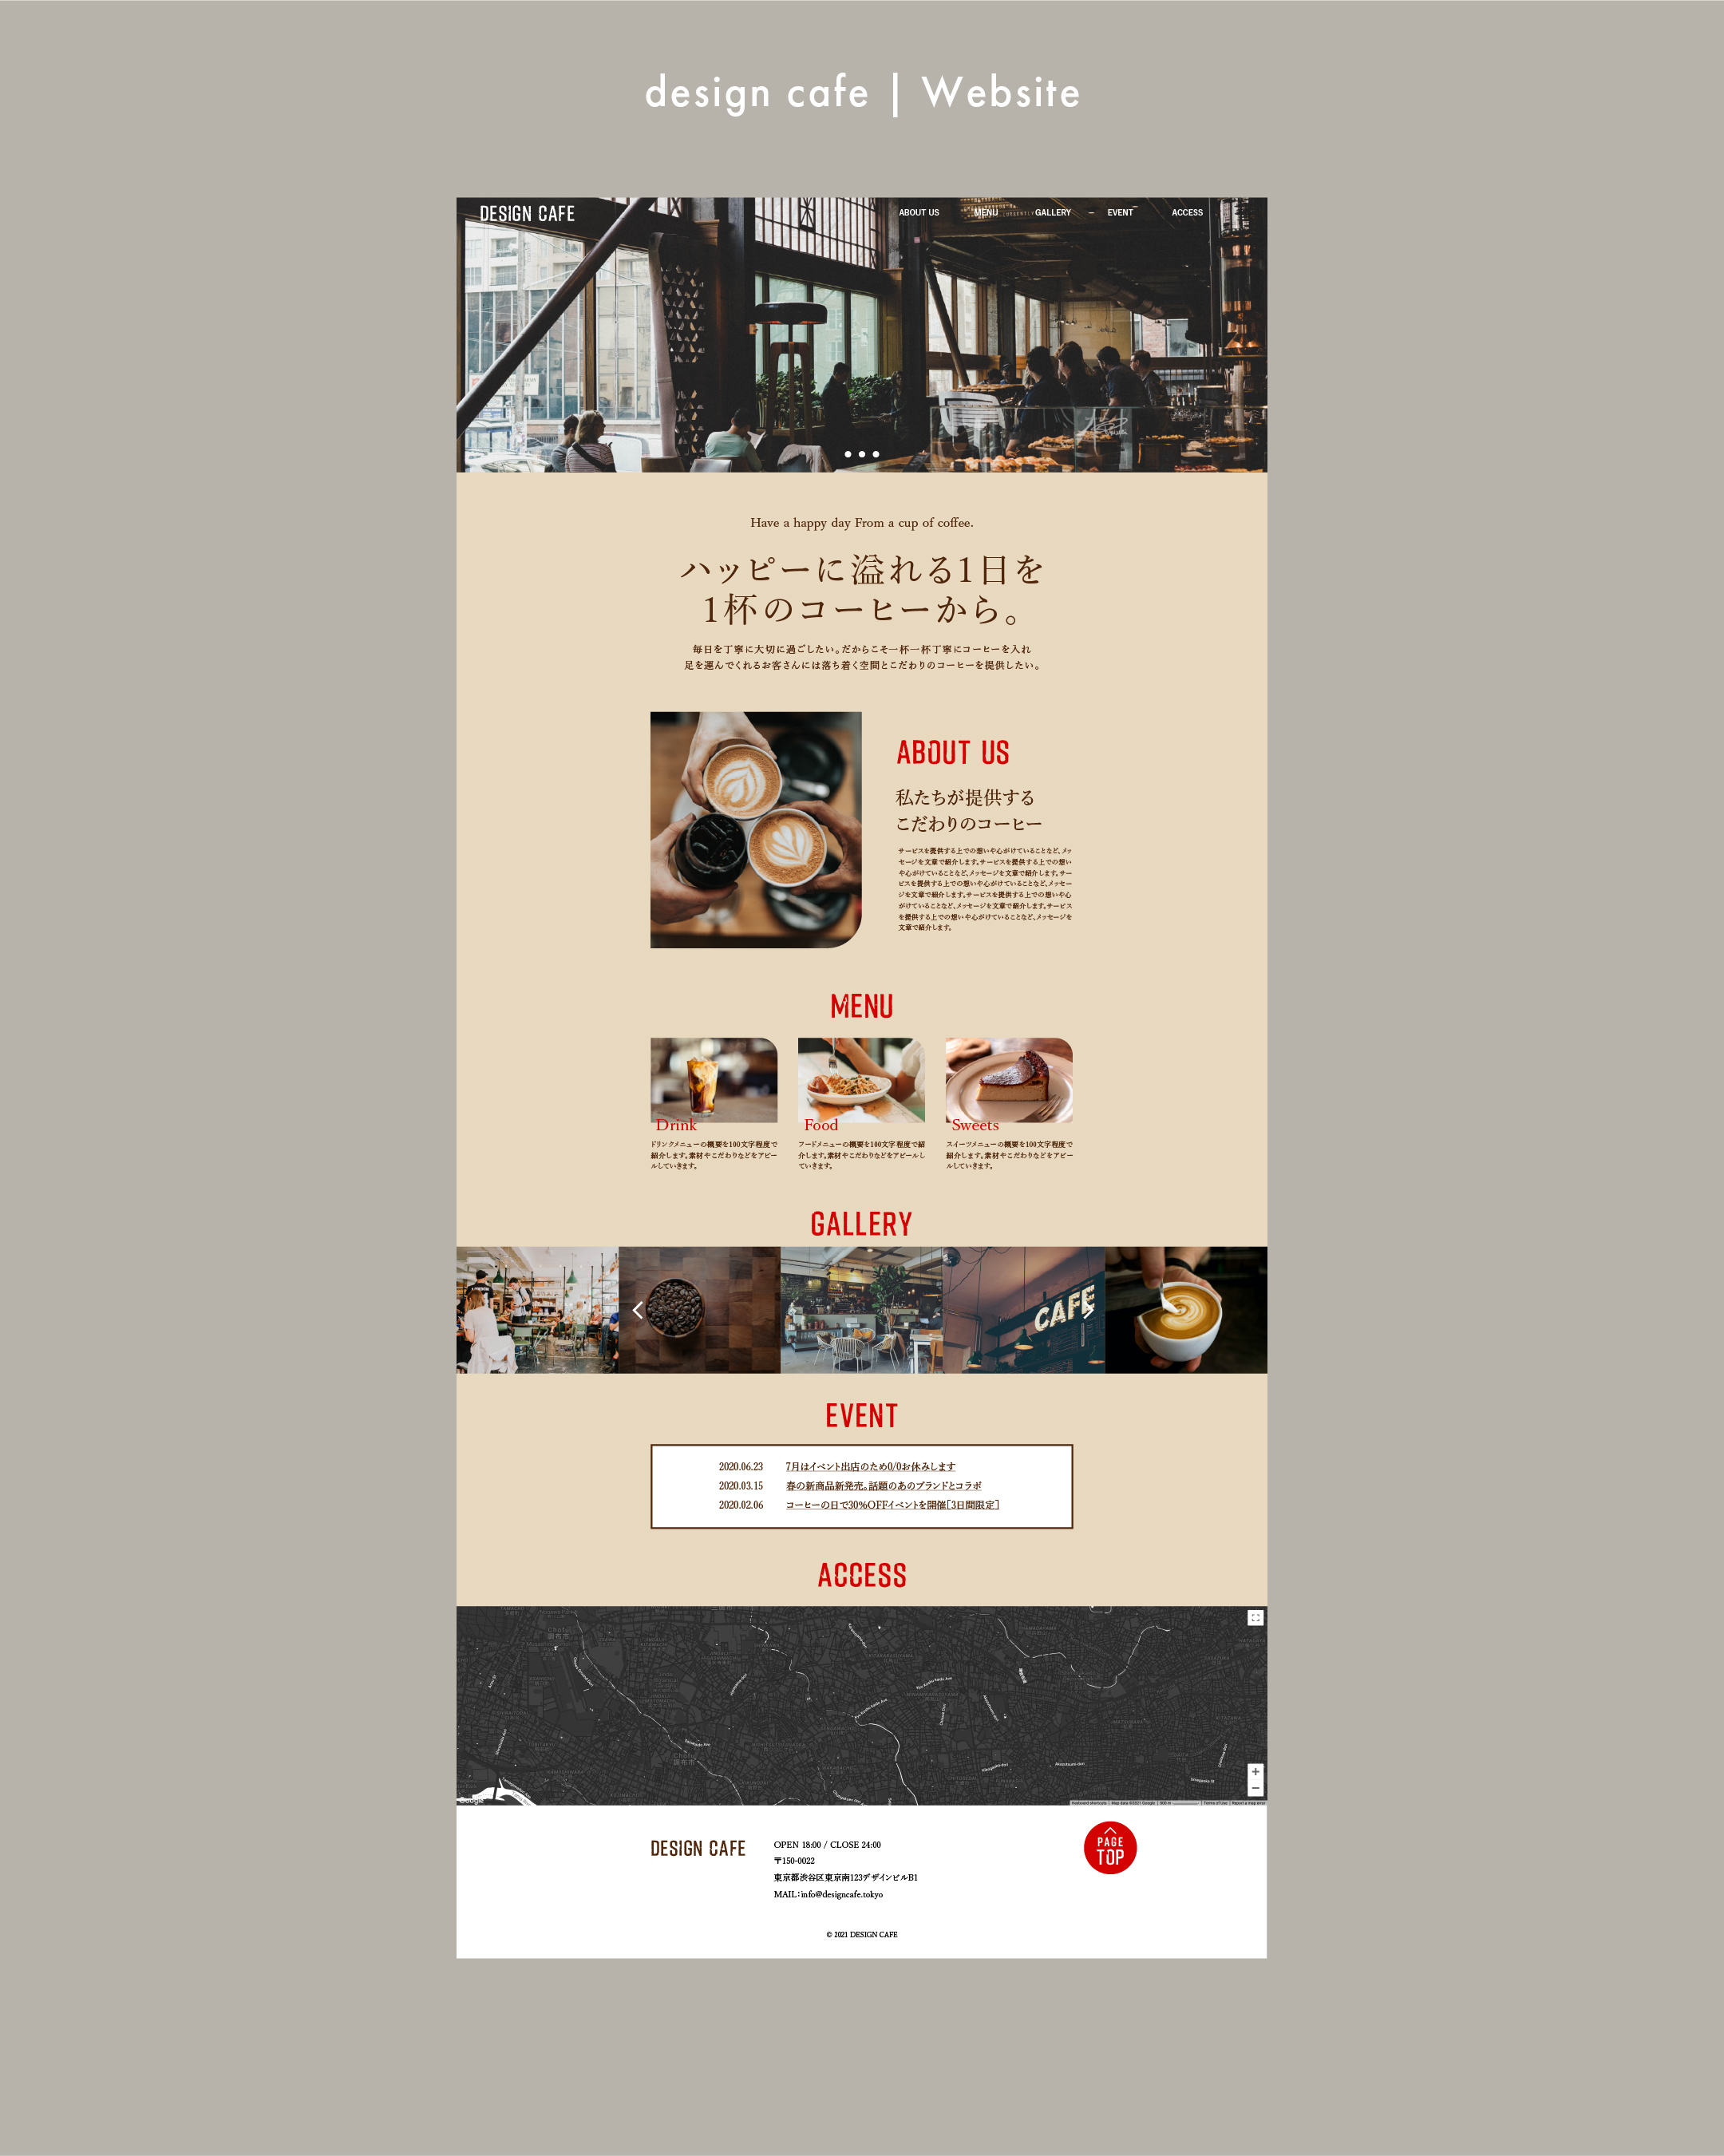 design cafe | Website
DESIGN CAFE
ABOUT US MENU GALLERY EVENT ACCESS
Have a happy day From a cup of coffee.
ハッピーに溢れる1日を
1杯のコーヒーから。
毎日を丁寧に大切に過ごしたい。だからこそ一杯一杯丁寧にコーヒーを入れ
足を運んでくれるお客さんには落ち着く空間とこだわりのコーヒーを提供したい。
ABOUT US
私たちが提供する
こだわりのコーヒー
サービスを提供する上での想いや心がけていることなど、メッ
セージを文章で紹介します。サービスを提供する上での想い
や心がけていることなど、メッセージを文章で紹介します。サー
ビスを提供する上での想いや心がけていることなど、メッセー
ジを文章で紹介します。サービスを提供する上での想いや心
がけていることなど、メッセージを文章で紹介します。サービス
を提供する上での想いや心がけていることなど、メッセージを
文章で紹介します。
MENU
Drink
ドリンクメニューの概要を100文字程度で
紹介します。素材やこだわりなどをアピー
ルしていきます。
Food
フードメニューの概要を100文字程度で紹
介します。素材やこだわりなどをアピールし
ていきます。
Sweets
スイーツメニューの概要を100文字程度で
紹介します。素材やこだわりなどをアピー
ルしていきます。
GALLERY
CAFE
EVENT
2020.06.23 7月はイベント出店のため0/0お休みします
2020.03.15 春の新商品新発売。話題のあのブランドとコラボ
2020.02.06 コーヒーの日で30%OFFイベントを開催[3日間限定]
ACCESS
Chofu
調布市
Google
Keyboard shortcuts Map data ©2021 Google 500 m Terms of Use Report a map error
DESIGN CAFE
OPEN 18:00 / CLOSE 24:00
〒150-0022
東京都渋谷区東京南123デザインビルB1
MAIL:info@designcafe.tokyo
PAGE
TOP
© 2021 DESIGN CAFE